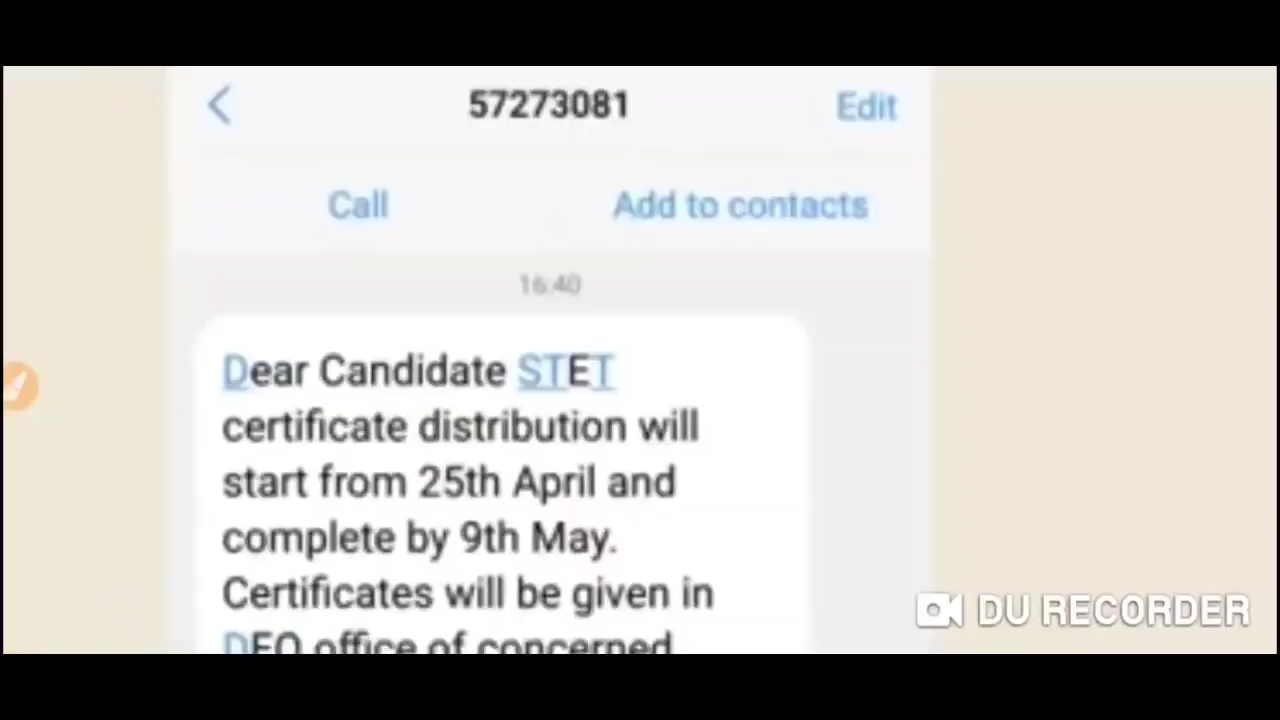 57273081
Edit
Call
Add to contacts
16:40
Dear Candidate STET
certificate distribution will
start from 25th April and
complete by 9th May.
Certificates will be given in
DEO office of concerned
DU RECORDER